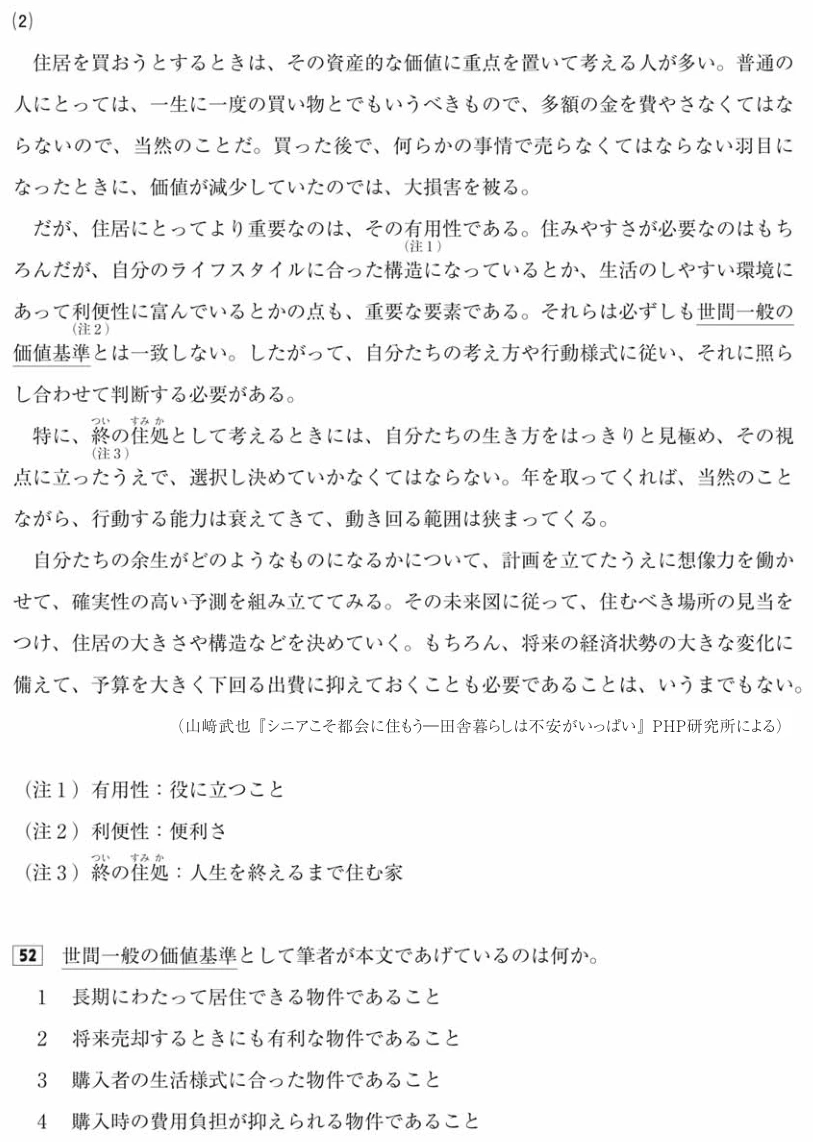 (2)
住居を買おうとするときは、その資産的な価値に重点を置いて考える人が多い。普通の
人にとっては、一生に一度の買い物とでもいうべきもので、多額の金を費やさなくてはな
らないので、当然のことだ。買った後で、何らかの事情で売らなくてはならない羽目に
なったときに、価値が減少していたのでは、大損害を被る。
だが、住居にとってより重要なのは、その有用性である。住みやすさが必要なのはもち
(注1)
ろんだが、自分のライフスタイルに合った構造になっているとか、生活のしやすい環境に
あって利便性に富んでいるとかの点も、重要な要素である。それらは必ずしも世間一般の
(注2)
価値基準とは一致しない。したがって、自分たちの考え方や行動様式に従い、それに照ら
し合わせて判断する必要がある。
つい すみか
特に、終の住処として考えるときには、自分たちの生き方をはっきりと見極め、その視
(注3)
点に立ったうえで、選択し決めていかなくてはならない。年を取ってくれば、当然のこと
ながら、行動する能力は衰えてきて、動き回る範囲は狭まってくる。
自分たちの余生がどのようなものになるかについて、計画を立てたうえに想像力を働か
せて、確実性の高い予測を組み立ててみる。その未来図に従って、住むべき場所の見当を
つけ、住居の大きさや構造などを決めていく。もちろん、将来の経済状勢の大きな変化に
備えて、予算を大きく下回る出費に抑えておくことも必要であることは、いうまでもない。
(山﨑武也『シニアこそ都会に住もう―田舎暮らしは不安がいっぱい』PHP研究所による)
(注1)有用性:役に立つこと
(注2)利便性:便利さ
つい すみか
(注3)終の住処:人生を終えるまで住む家
52 世間一般の価値基準として筆者が本文であげているのは何か。
1 長期にわたって居住できる物件であること
2 将来売却するときにも有利な物件であること
3 購入者の生活様式に合った物件であること
4 購入時の費用負担が抑えられる物件であること